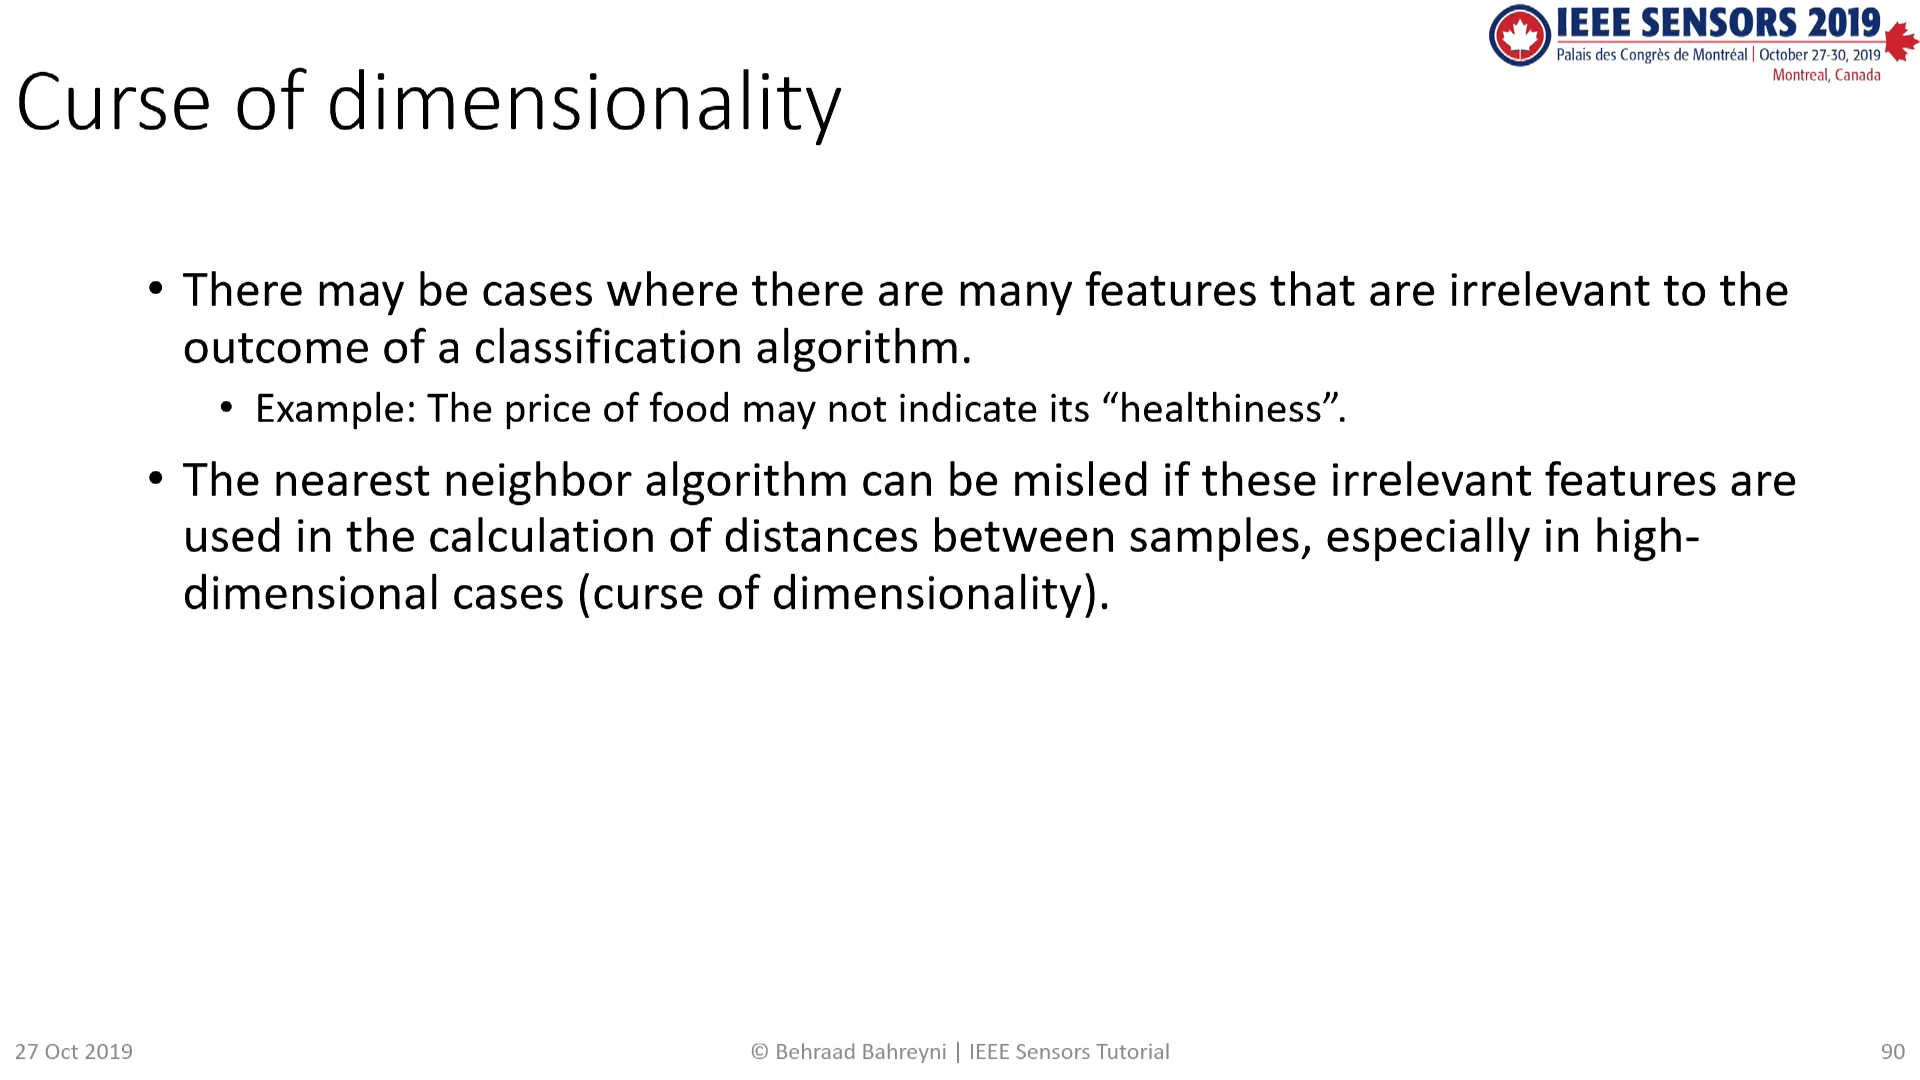 IEEE SENSORS 2019
Palais des Congrès de Montréal | October 27-30, 2019
Montreal, Canada
Curse of dimensionality
• There may be cases where there are many features that are irrelevant to the
outcome of a classification algorithm.
• Example: The price of food may not indicate its “healthiness”.
• The nearest neighbor algorithm can be misled if these irrelevant features are
used in the calculation of distances between samples, especially in high-
dimensional cases (curse of dimensionality).
27 Oct 2019
© Behraad Bahreyni | IEEE Sensors Tutorial
90